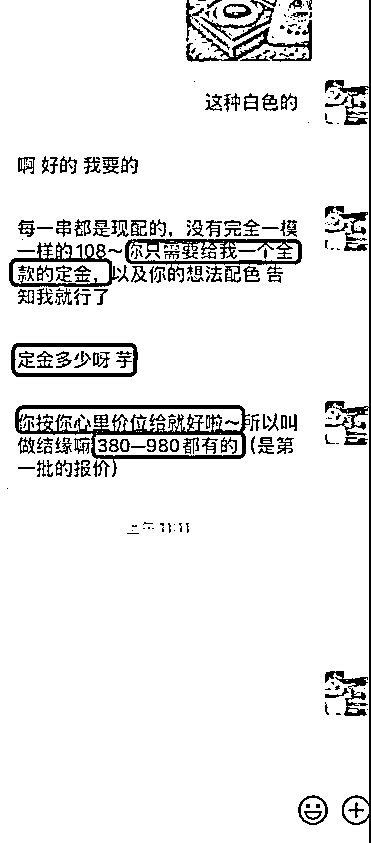 这种白色的
啊 好的 我要的
每一串都是现配的，没有完全一模
一样的108～你只需要给我一个全
款的定金，以及你的想法配色 告
知我就行了
定金多少呀 芋
你按你心里价位给就好啦～所以叫
做结缘嘛380—980都有的（是第
一批的报价）
上午 11:11